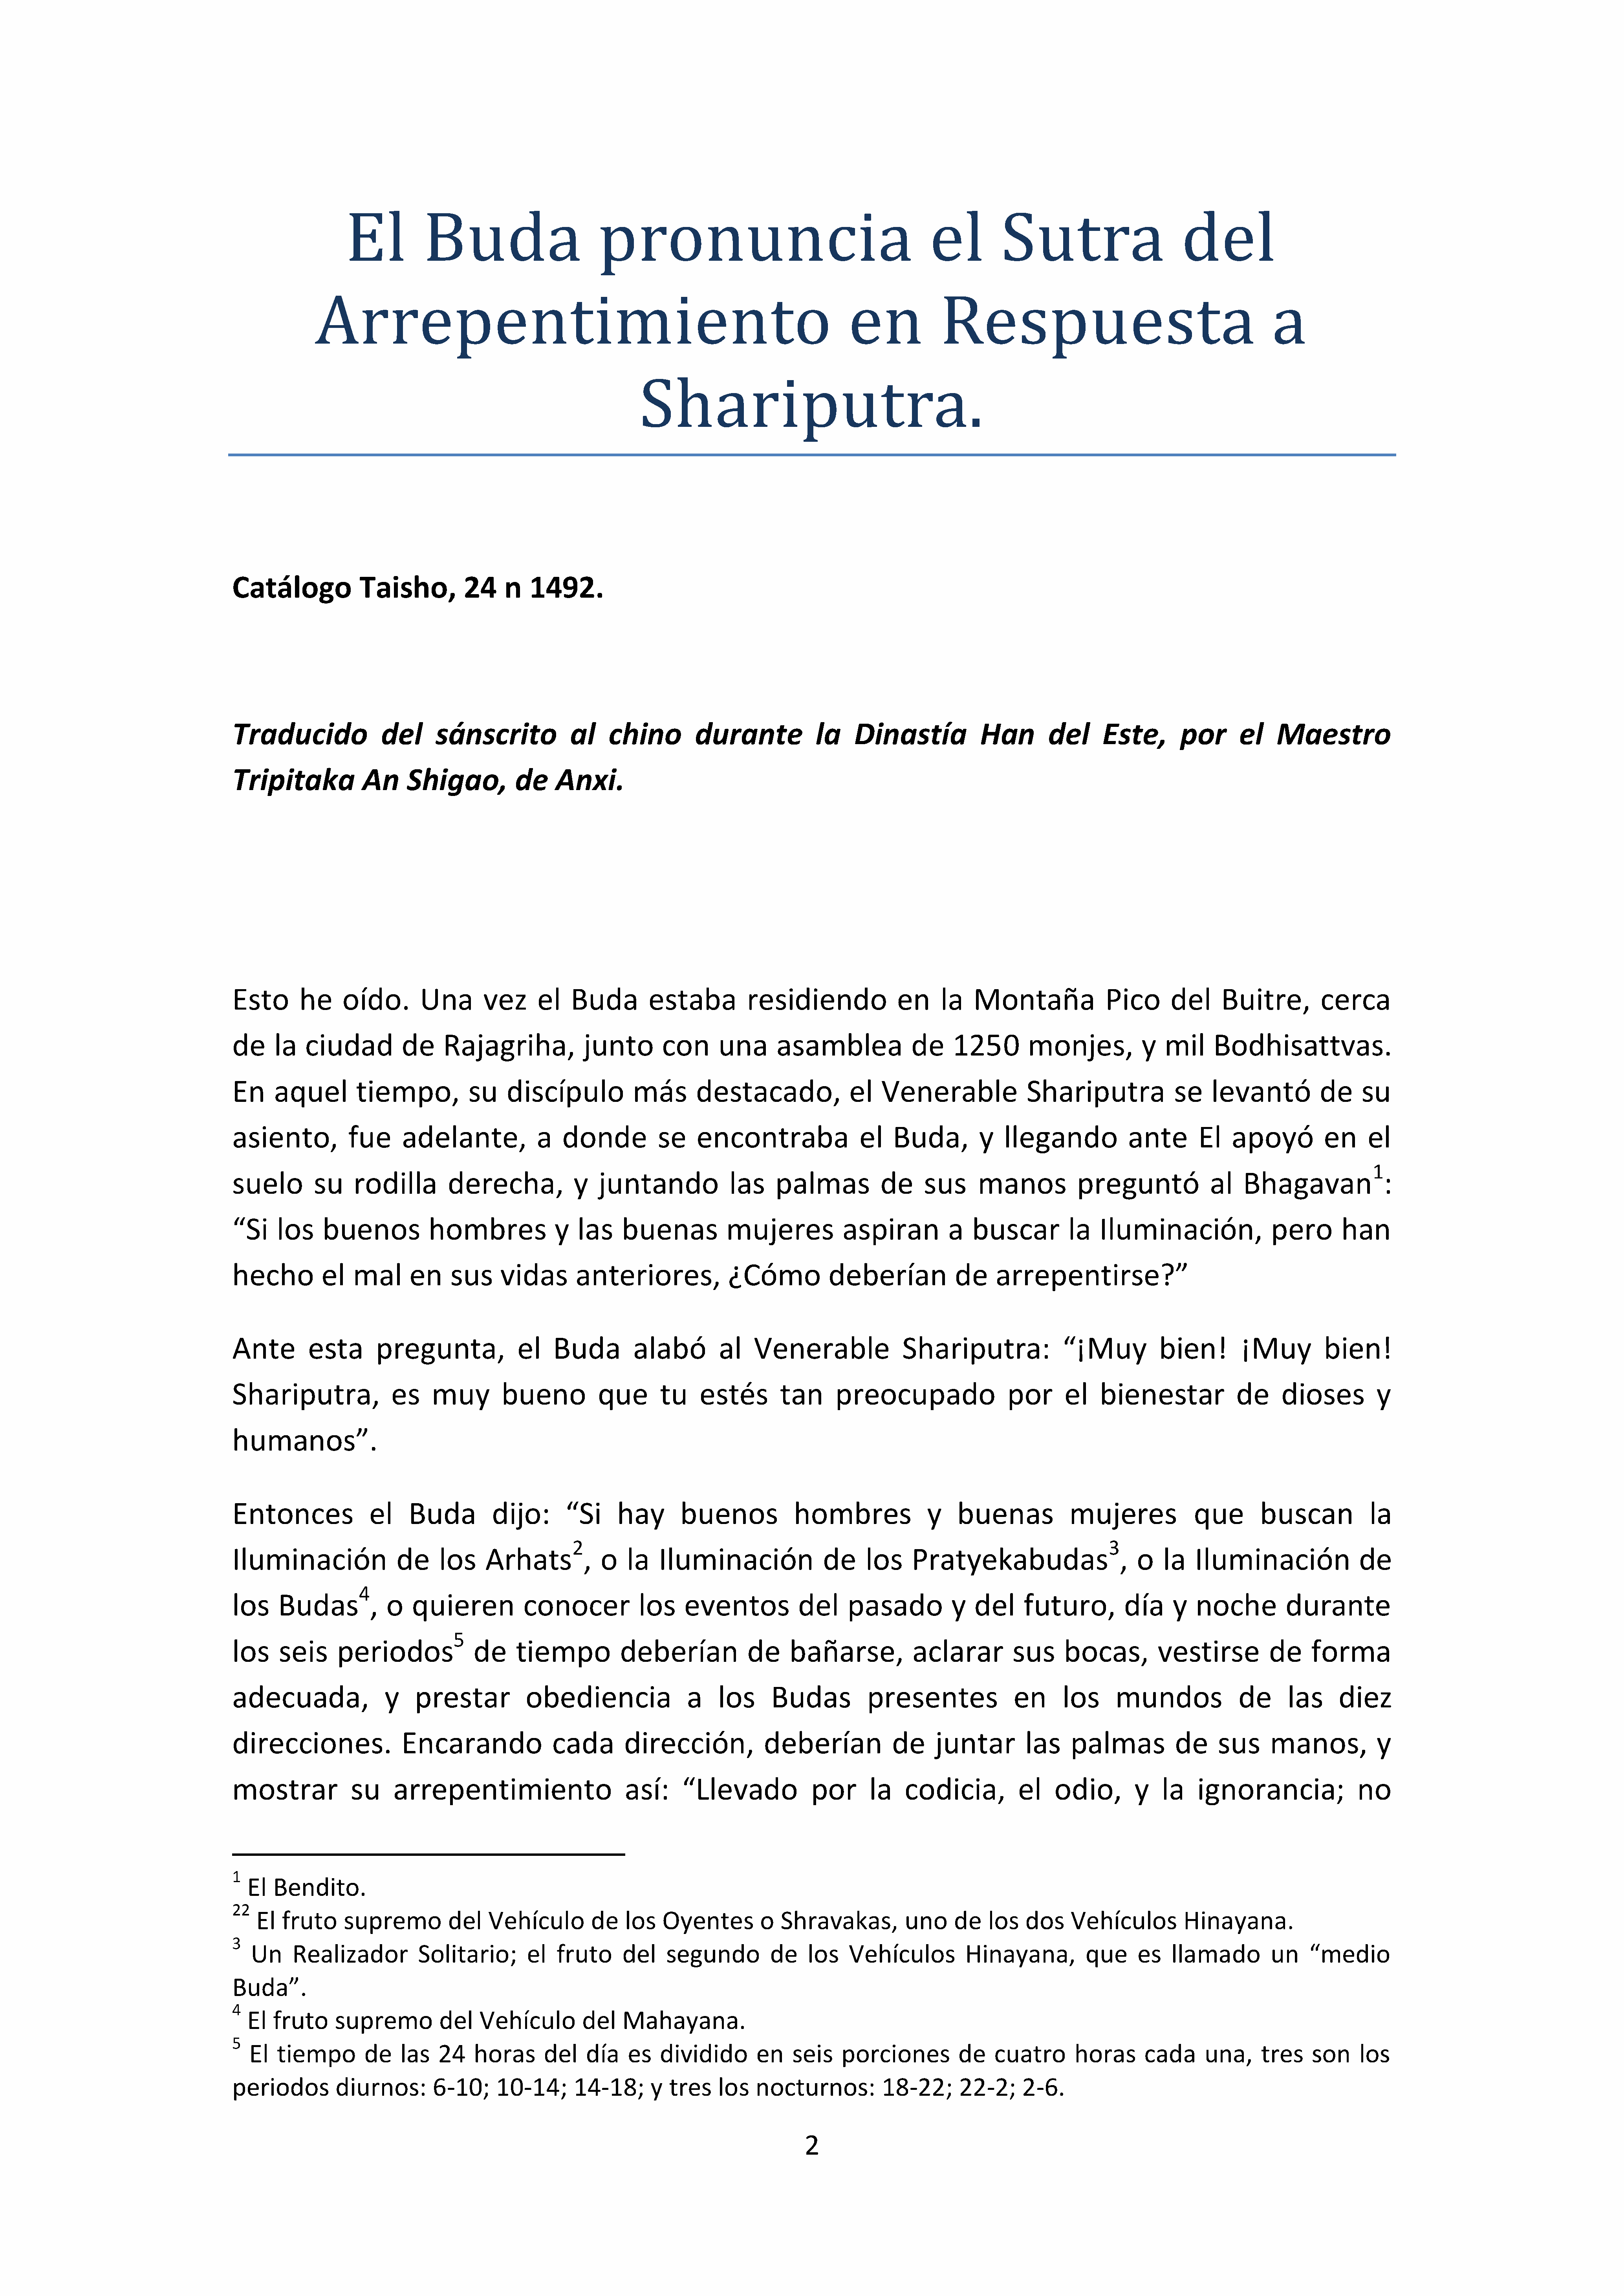 El Buda pronuncia el Sutra del
Arrepentimiento en Respuesta a
Shariputra.
Catálogo Taisho, 24 n 1492.
Traducido del sánscrito al chino durante la Dinastía Han del Este, por el Maestro
Tripitaka An Shigao, de Anxi.
Esto he oído. Una vez el Buda estaba residiendo en la Montaña Pico del Buitre, cerca
de la ciudad de Rajagriha, junto con una asamblea de 1250 monjes, y mil Bodhisattvas.
En aquel tiempo, su discípulo más destacado, el Venerable Shariputra se levantó de su
asiento, fue adelante, a donde se encontraba el Buda, y llegando ante El apoyó en el
suelo su rodilla derecha, y juntando las palmas de sus manos preguntó al Bhagavan¹:
“Si los buenos hombres y las buenas mujeres aspiran a buscar la Iluminación, pero han
hecho el mal en sus vidas anteriores, ¿Cómo deberían de arrepentirse?”
Ante esta pregunta, el Buda alabó al Venerable Shariputra: “¡Muy bien! ¡Muy bien!
Shariputra, es muy bueno que tu estés tan preocupado por el bienestar de dioses y
humanos”.
Entonces el Buda dijo: “Si hay buenos hombres y buenas mujeres que buscan la
Iluminación de los Arhats², o la Iluminación de los Pratyekabudas³, o la Iluminación de
los Budas⁴, o quieren conocer los eventos del pasado y del futuro, día y noche durante
los seis periodos⁵ de tiempo deberían de bañarse, aclarar sus bocas, vestirse de forma
adecuada, y prestar obediencia a los Budas presentes en los mundos de las diez
direcciones. Encarando cada dirección, deberían de juntar las palmas de sus manos, y
mostrar su arrepentimiento así: “Llevado por la codicia, el odio, y la ignorancia; no
¹ El Bendito.
²² El fruto supremo del Vehículo de los Oyentes o Shravakas, uno de los dos Vehículos Hinayana.
³ Un Realizador Solitario; el fruto del segundo de los Vehículos Hinayana, que es llamado un “medio
Buda”.
⁴ El fruto supremo del Vehículo del Mahayana.
⁵ El tiempo de las 24 horas del día es dividido en seis porciones de cuatro horas cada una, tres son los
periodos diurnos: 6-10; 10-14; 14-18; y tres los nocturnos: 18-22; 22-2; 2-6.
2